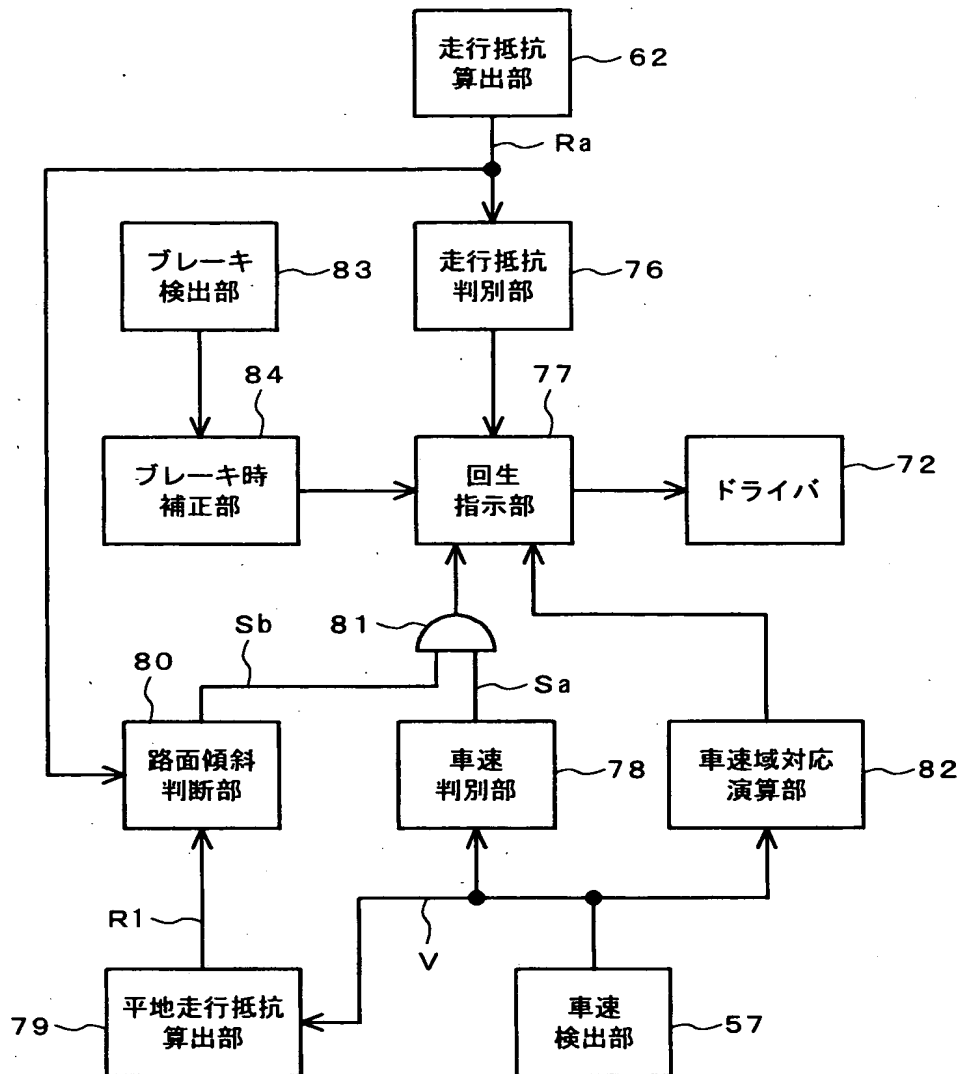 走行抵抗
算出部
62
Ra
ブレーキ
検出部
83
走行抵抗
判別部
76
84
77
ブレーキ時
補正部
回生
指示部
72
ドライバ
81
Sb
80
Sa
路面傾斜
判断部
車速
判別部
78
車速域対応
演算部
82
R1
V
79
平地走行抵抗
算出部
車速
検出部
57